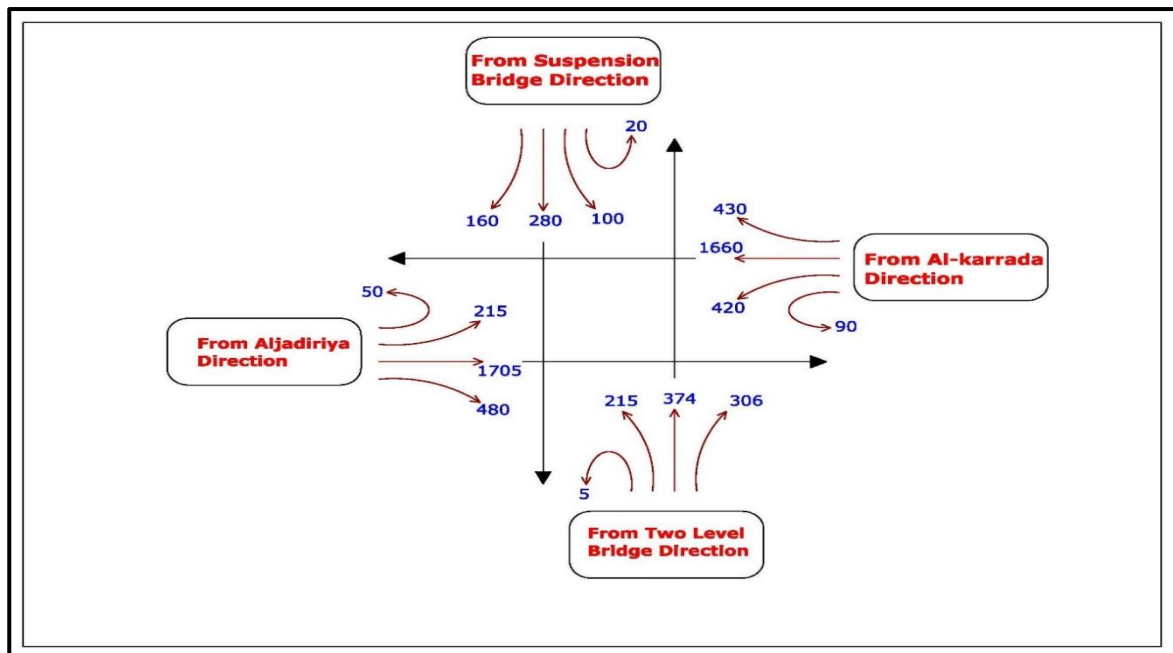 From Suspension
Bridge Direction
20
160
280
100
430
1660
420
90
From Al-karrada
Direction
50
215
1705
480
From Aljadiriya
Direction
215
374
306
5
From Two Level
Bridge Direction